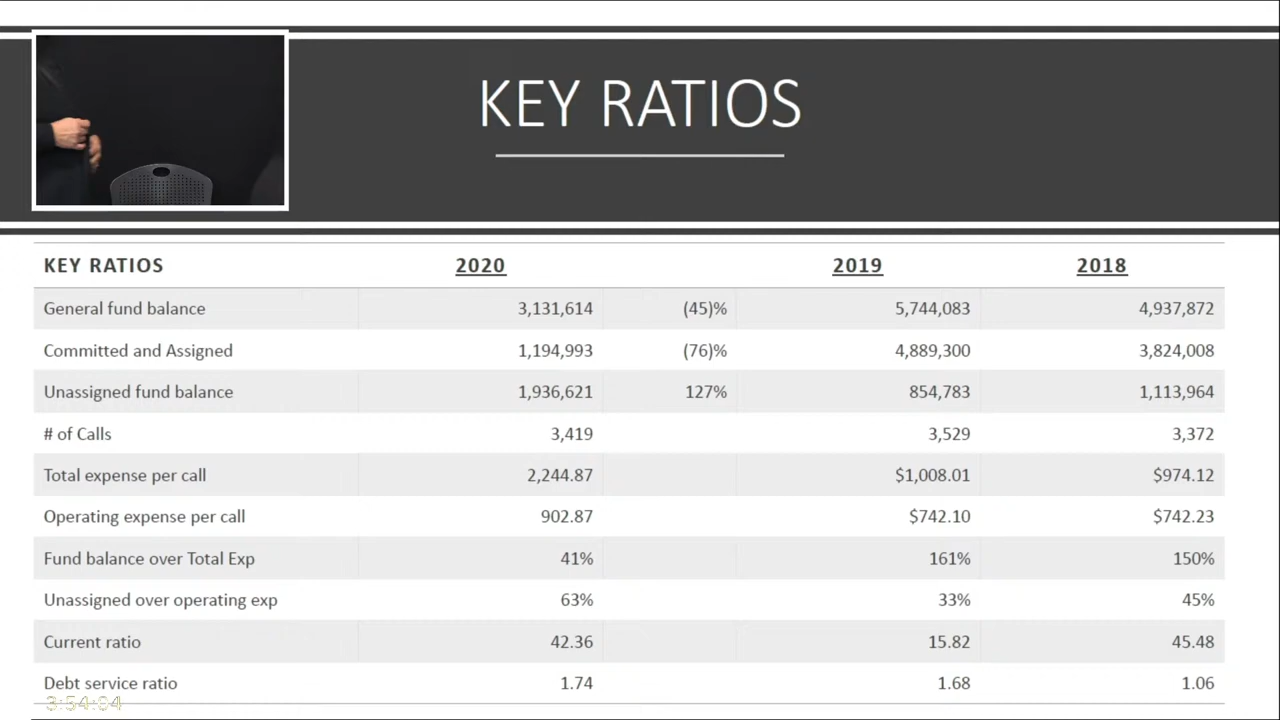 KEY RATIOS
KEY RATIOS 2020 2019 2018
General fund balance 3,131,614 (45)% 5,744,083 4,937,872
Committed and Assigned 1,194,993 (76)% 4,889,300 3,824,008
Unassigned fund balance 1,936,621 127% 854,783 1,113,964
# of Calls 3,419 3,529 3,372
Total expense per call 2,244.87 $1,008.01 $974.12
Operating expense per call 902.87 $742.10 $742.23
Fund balance over Total Exp 41% 161% 150%
Unassigned over operating exp 63% 33% 45%
Current ratio 42.36 15.82 45.48
Debt service ratio 1.74 1.68 1.06
3:54:04